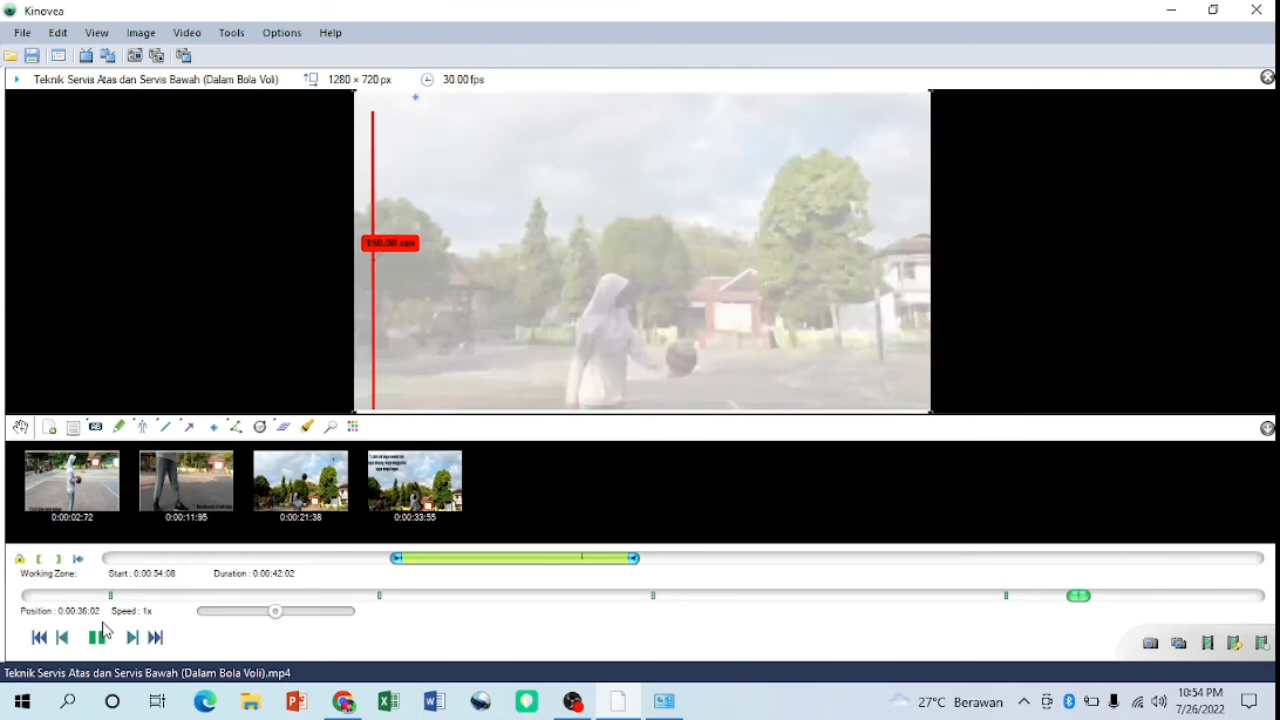 Kinovea
File Edit View Image Video Tools Options Help
Teknik Servis Atas dan Servis Bawah (Dalam Bola Voli) 1280 × 720 px 30.00 fps
150.00 cm
0:00:02:72 0:00:11:95 0:00:21:38 0:00:33:55
Working Zone: Start : 0:00:54:08 Duration : 0:00:42:02
Position : 0:00:36:02 Speed : 1x
Teknik Servis Atas dan Servis Bawah (Dalam Bola Voli).mp4
27°C Berawan
10:54 PM
7/26/2022